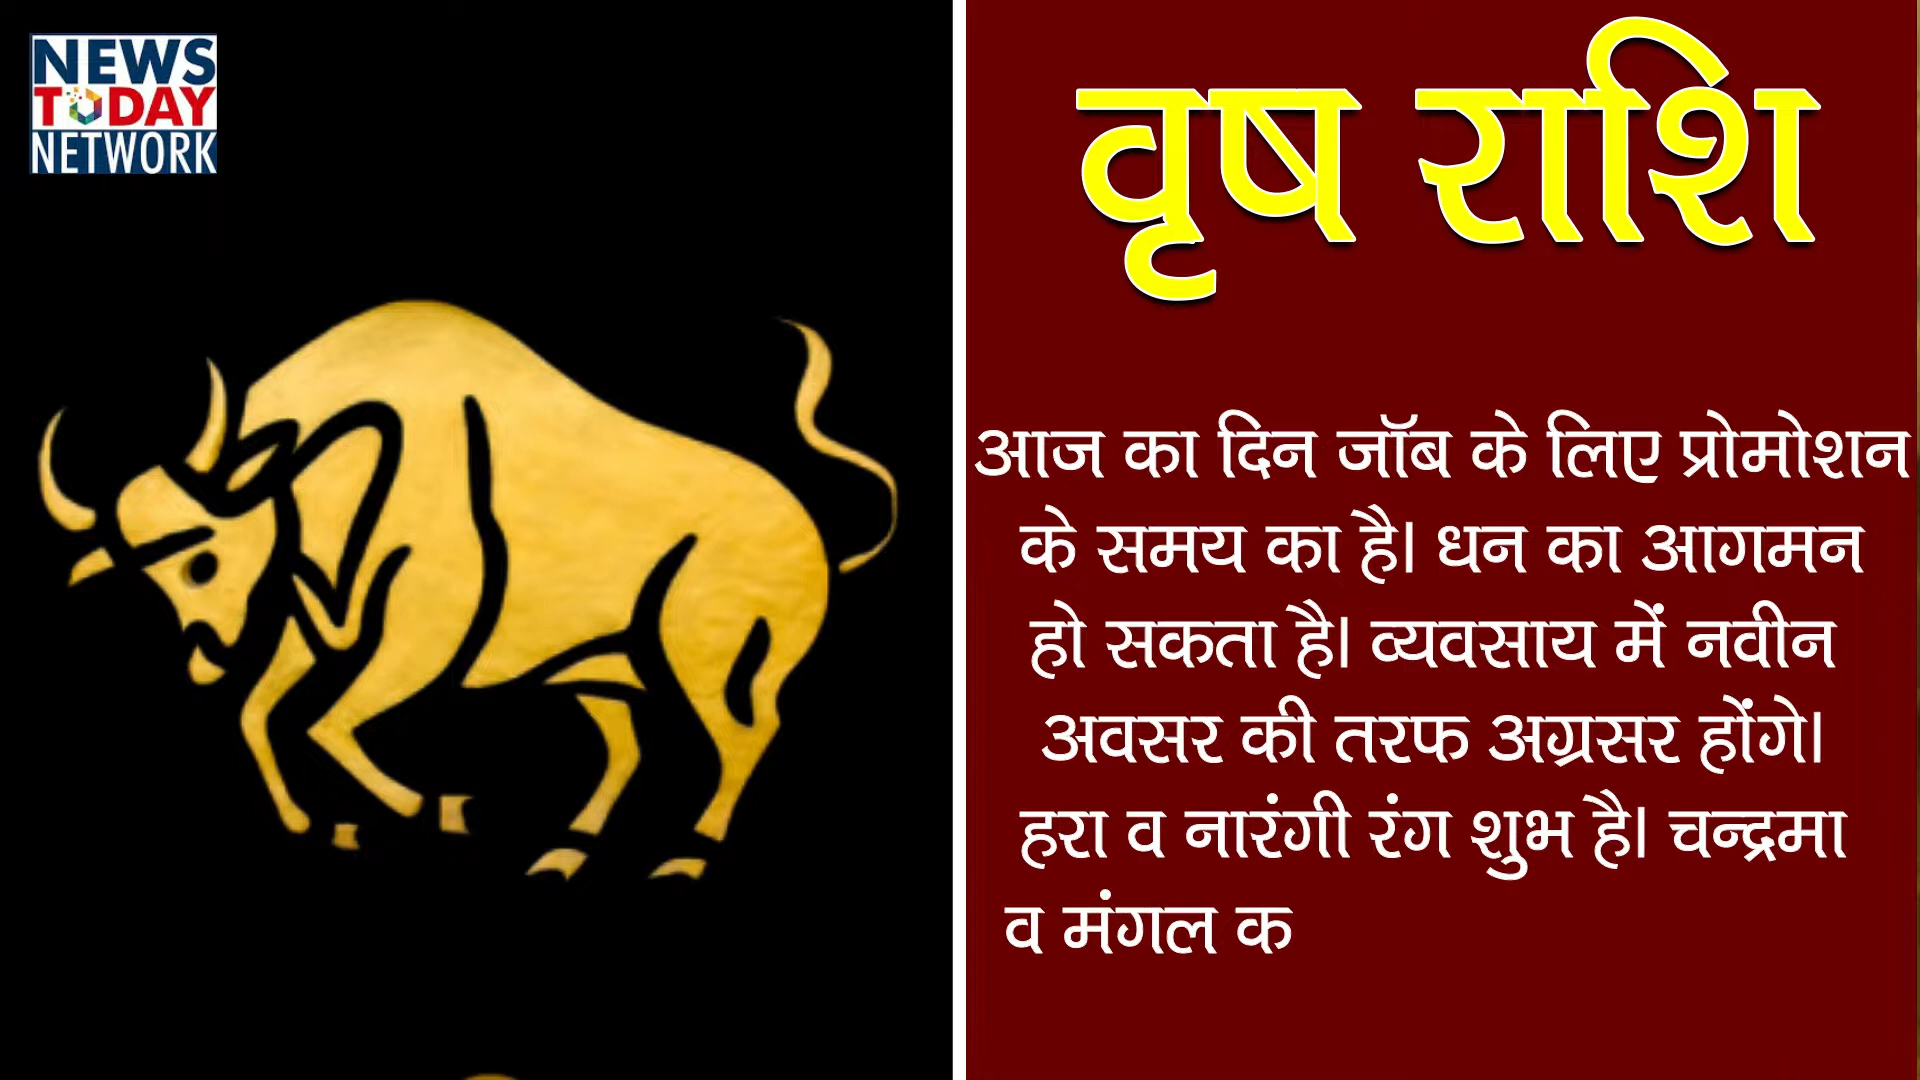 NEWS
TODAY
NETWORK
वृष राशि
आज का दिन जॉब के लिए प्रोमोशन
के समय का है। धन का आगमन
हो सकता है। व्यवसाय में नवीन
अवसर की तरफ अग्रसर होंगे।
हरा व नारंगी रंग शुभ है। चन्द्रमा
व मंगल क